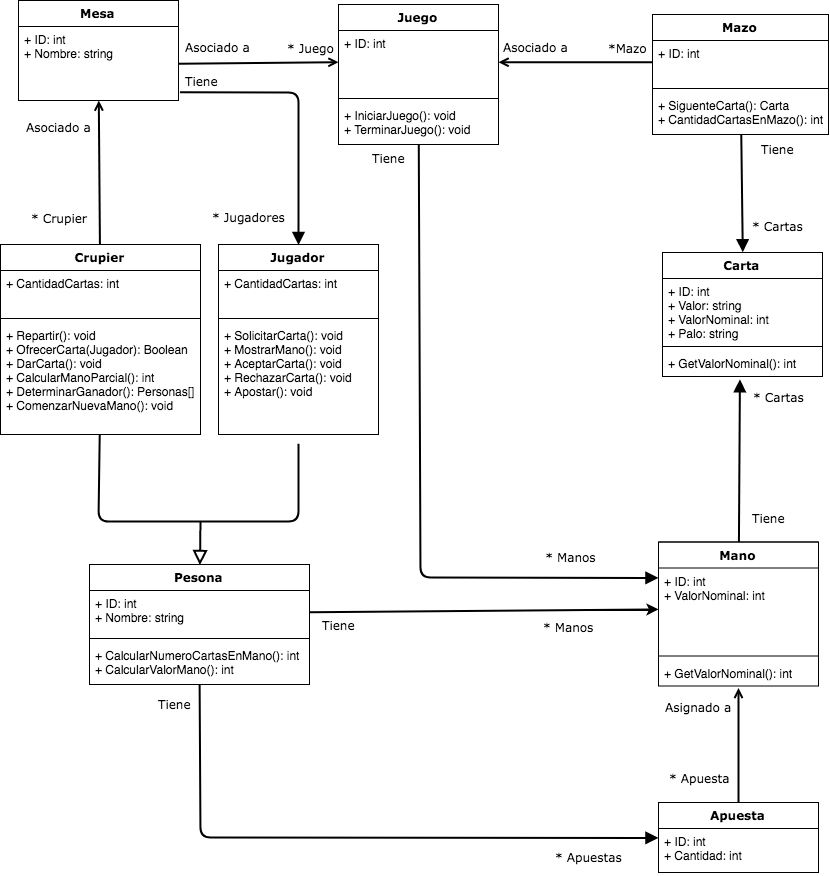 Mesa
+ ID: int
+ Nombre: string
Asociado a
* Juego
Tiene
Juego
+ ID: int
+ IniciarJuego(): void
+ TerminarJuego(): void
Asociado a
*Mazo
Mazo
+ ID: int
+ SiguenteCarta(): Carta
+ CantidadCartasEnMazo(): int
Asociado a
* Crupier
* Jugadores
Tiene
Tiene
* Cartas
Crupier
+ CantidadCartas: int
+ Repartir(): void
+ OfrecerCarta(Jugador): Boolean
+ DarCarta(): void
+ CalcularManoParcial(): int
+ DeterminarGanador(): Personas[]
+ ComenzarNuevaMano(): void
Jugador
+ CantidadCartas: int
+ SolicitarCarta(): void
+ MostrarMano(): void
+ AceptarCarta(): void
+ RechazarCarta(): void
+ Apostar(): void
Carta
+ ID: int
+ Valor: string
+ ValorNominal: int
+ Palo: string
+ GetValorNominal(): int
* Cartas
Tiene
* Manos
Pesona
+ ID: int
+ Nombre: string
+ CalcularNumeroCartasEnMano(): int
+ CalcularValorMano(): int
Tiene
* Manos
Mano
+ ID: int
+ ValorNominal: int
+ GetValorNominal(): int
Tiene
Asignado a
* Apuesta
* Apuestas
Apuesta
+ ID: int
+ Cantidad: int